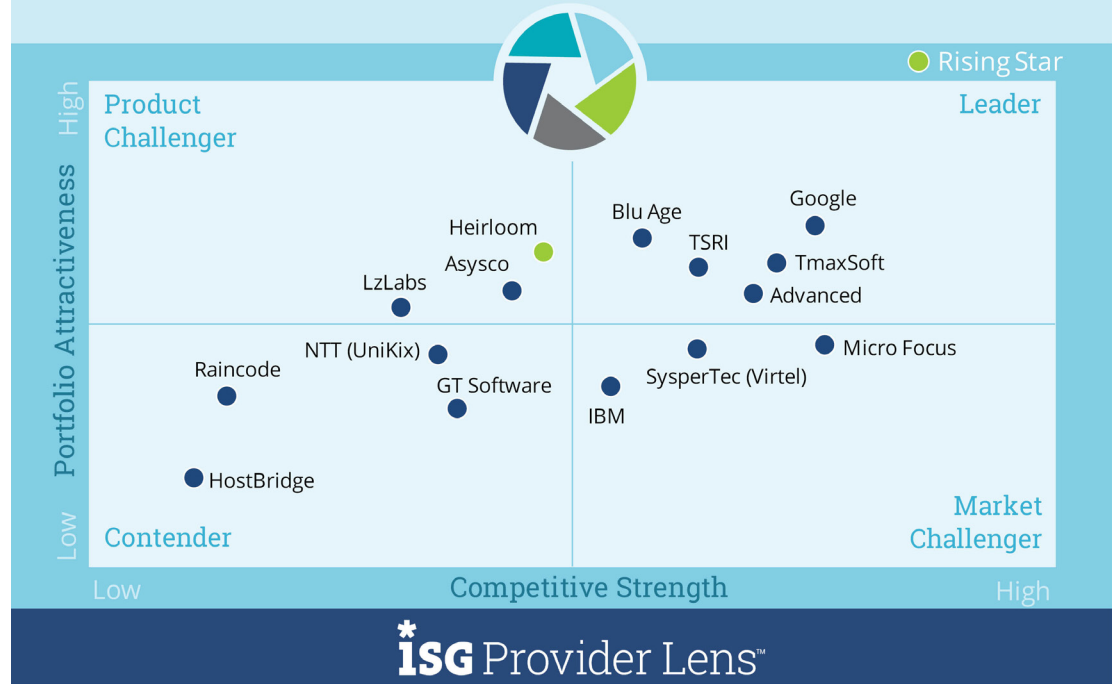 Rising Star
High
Product
Challenger
Leader
Portfolio Attractiveness
Google
Blu Age
Heirloom
TSRI
Asysco
TmaxSoft
LzLabs
Advanced
NTT (UniKix)
Micro Focus
Raincode
SysperTec (Virtel)
GT Software
IBM
HostBridge
Low
Contender
Market
Challenger
Low
Competitive Strength
High
*iSG Provider Lens™